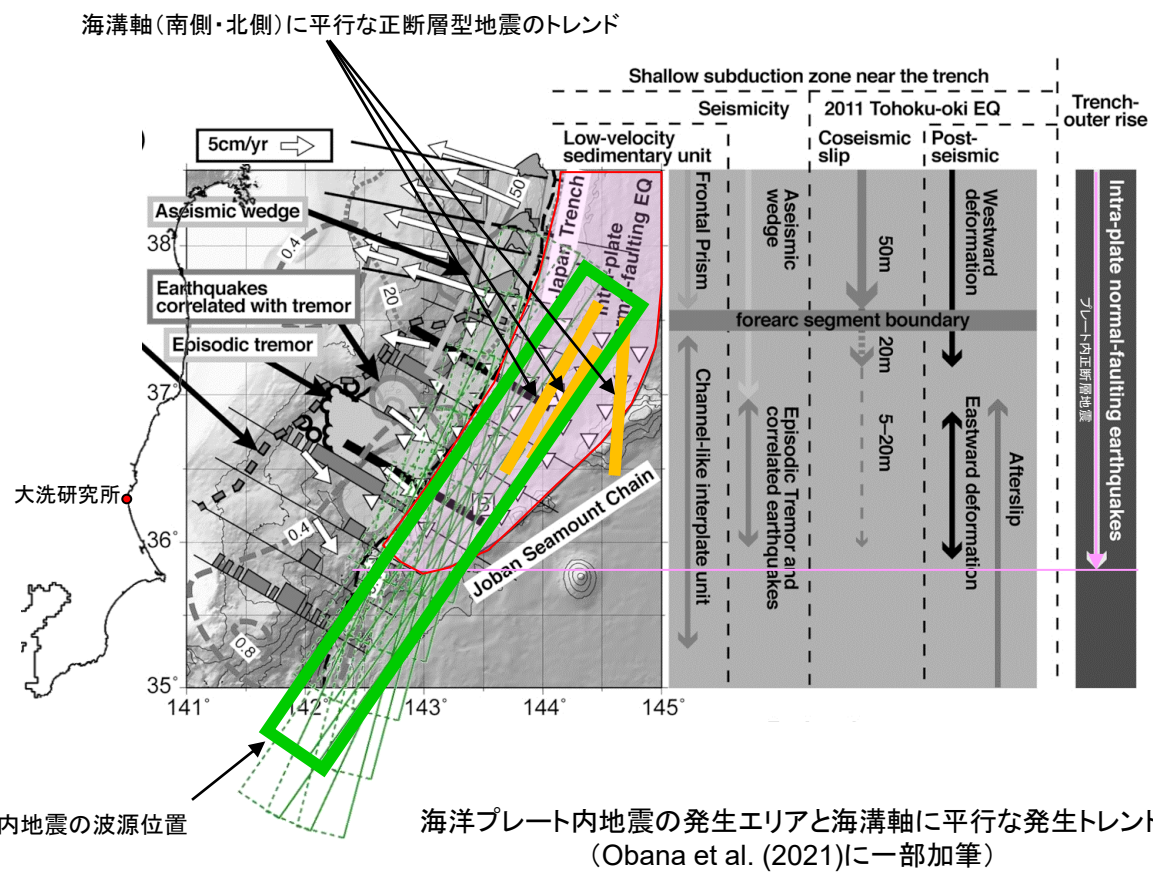 海溝軸(南側・北側)に平行な正断層型地震のトレンド
Shallow subduction zone near the trench
Seismicity
2011 Tohoku-oki EQ
Trench-
outer rise
Low-velocity
sedimentary unit
Coseismic
slip
Post-
seismic
5cm/yr
50
Aseismic wedge
0.4
20
Earthquakes
correlated with tremor
Episodic tremor
Japan Trench
Intra-plate
-faulting EQ
Joban Seamount Chain
0.4
0.8
大洗研究所
38°
37°
36°
35°
141°
142°
143°
144°
145°
Frontal Prism
Aseismic
wedge
50m
Westward
deformation
forearc segment boundary
20m
5–20m
Channel-like interplate unit
Episodic Tremor and
correlated earthquakes
Eastward deformation
Afterslip
Intra-plate normal-faulting earthquakes
プレート内正断層地震
内地震の波源位置
海洋プレート内地震の発生エリアと海溝軸に平行な発生トレンド
(Obana et al. (2021)に一部加筆)